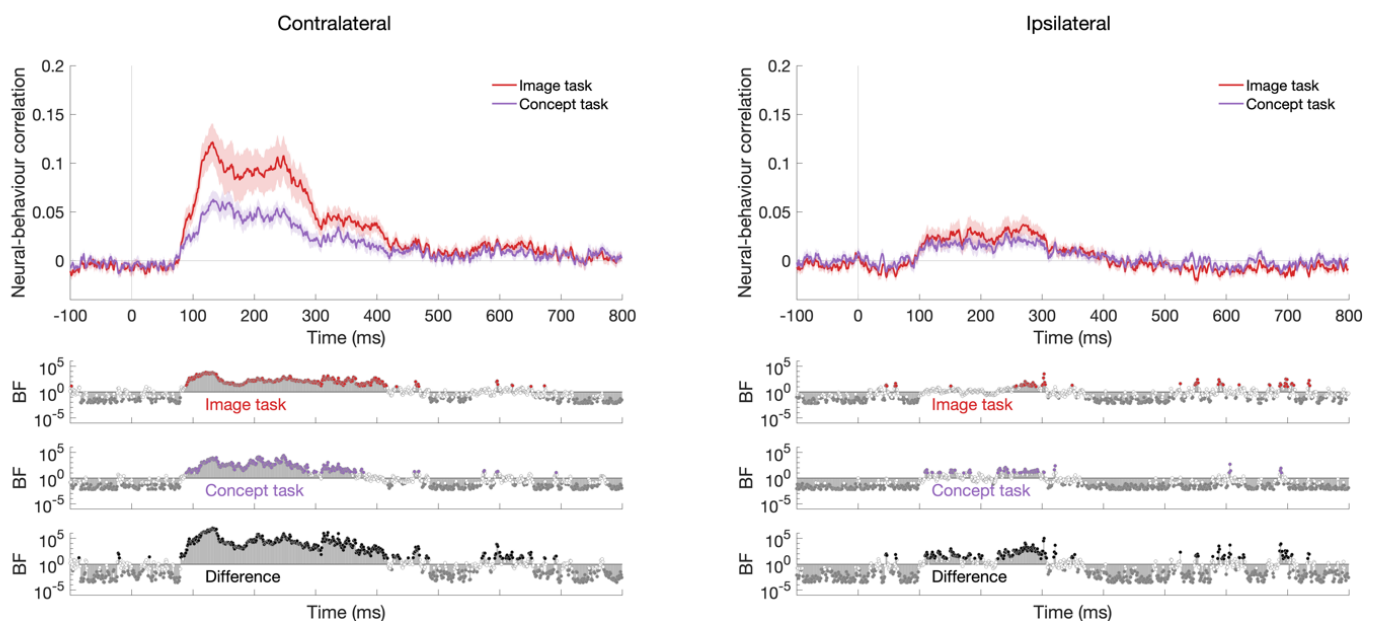 Contralateral
Neural-behaviour correlation
0.2
0.15
0.1
0.05
0
Image task
Concept task
-100 0 100 200 300 400 500 600 700 800
Time (ms)
BF
10^5
10^0
10^-5
Image task
BF
10^5
10^0
10^-5
Concept task
BF
10^5
10^0
10^-5
Difference
Time (ms)
Ipsilateral
Neural-behaviour correlation
0.2
0.15
0.1
0.05
0
Image task
Concept task
-100 0 100 200 300 400 500 600 700 800
Time (ms)
BF
10^5
10^0
10^-5
Image task
BF
10^5
10^0
10^-5
Concept task
BF
10^5
10^0
10^-5
Difference
Time (ms)